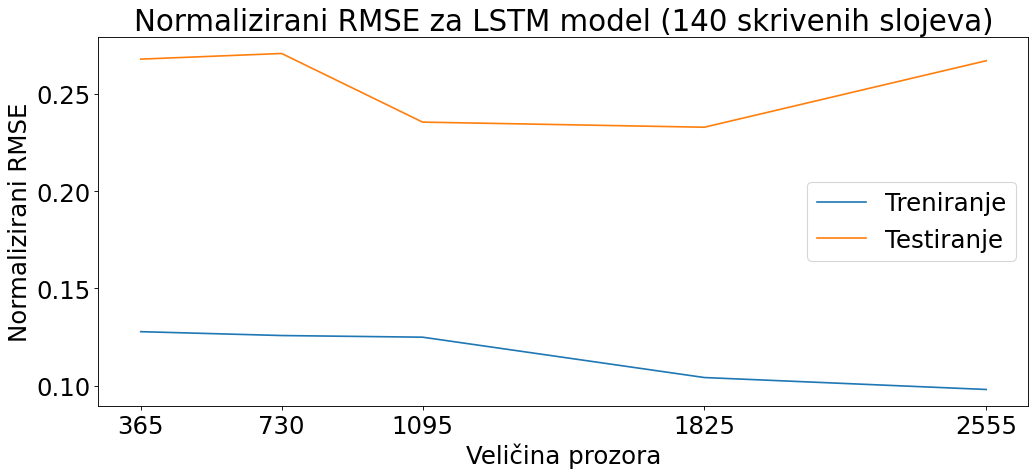 Normalizirani RMSE za LSTM model (140 skrivenih slojeva)
Normalizirani RMSE
0.25
0.20
0.15
0.10
Treniranje
Testiranje
365 730 1095 1825 2555
Veličina prozora